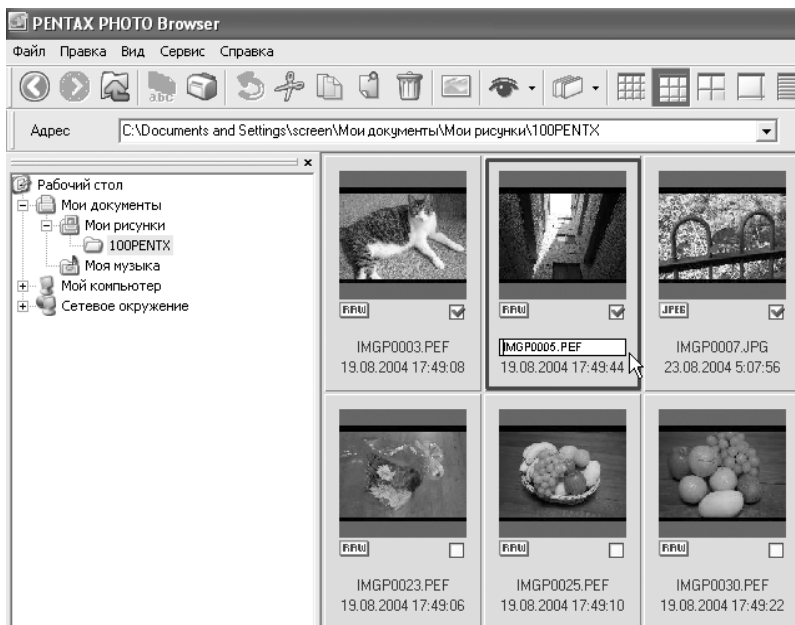 PENTAX PHOTO Browser
Файл Правка Вид Сервис Справка
abc
Адрес C:\Documents and Settings\screen\Мои документы\Мои рисунки\100PENTX
x
Рабочий стол
Мои документы
Мои рисунки
100PENTX
Моя музыка
Мой компьютер
Сетевое окружение
RAW RAW JPEG
IMGP0003.PEF IMGP0005.PEF IMGP0007.JPG
19.08.2004 17:49:08 19.08.2004 17:49:44 23.08.2004 5:07:56
RAW RAW RAW
IMGP0023.PEF IMGP0025.PEF IMGP0030.PEF
19.08.2004 17:49:06 19.08.2004 17:49:10 19.08.2004 17:49:22